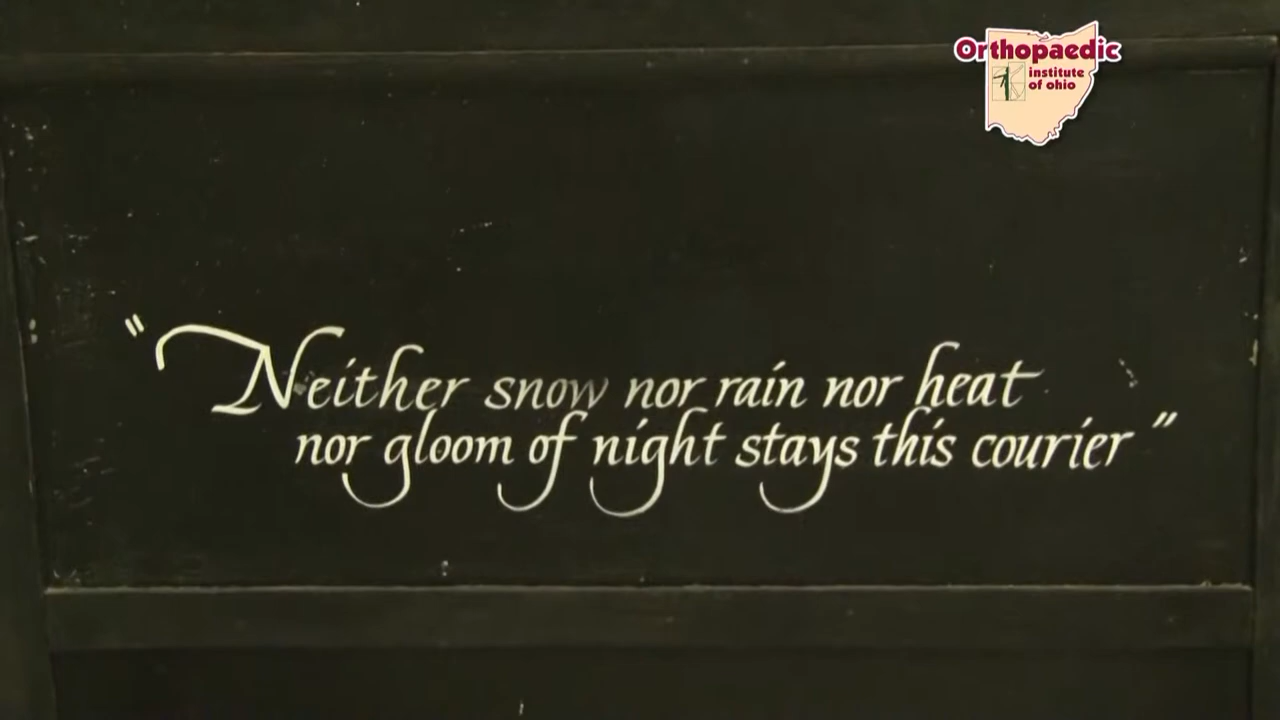 Orthopaedic
institute
of ohio
"Neither snow nor rain nor heat
nor gloom of night stays this courier"